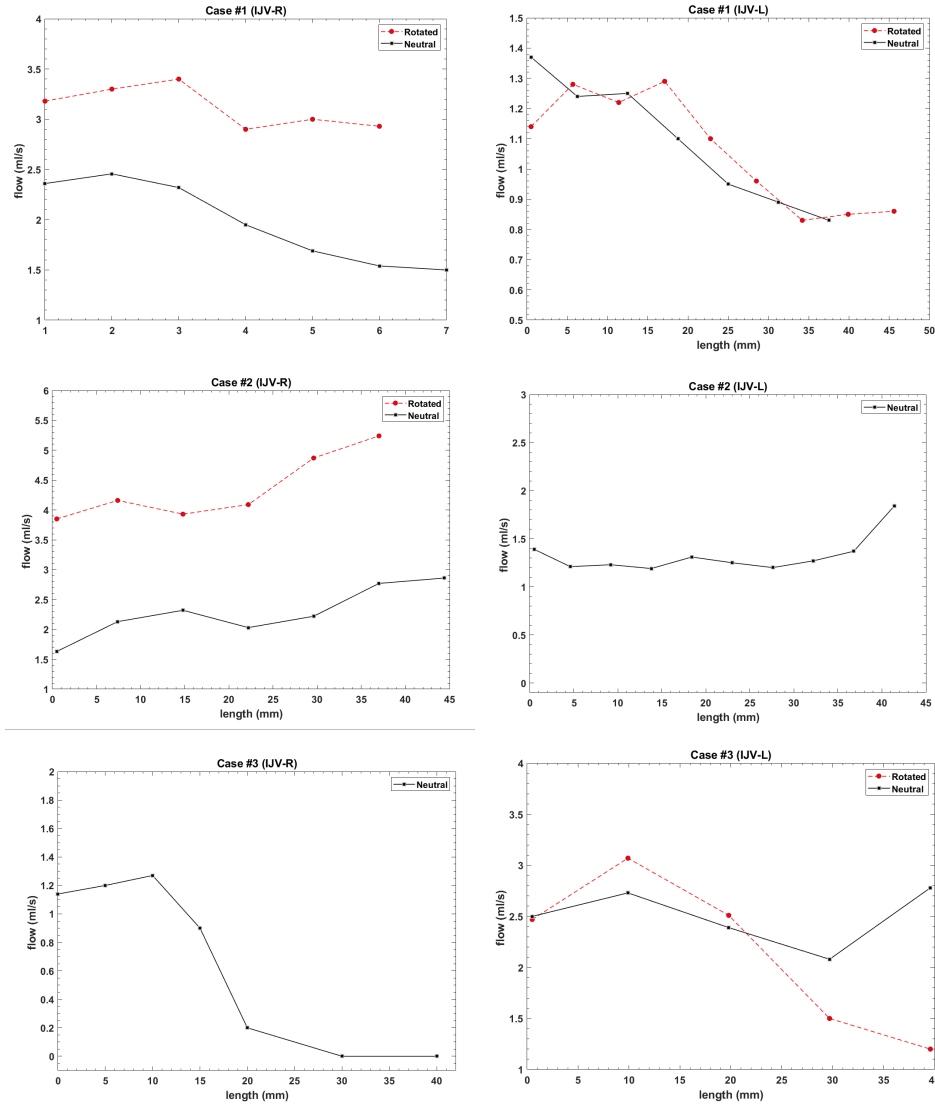 Case #1 (IJV-R)
Rotated
Neutral
flow (ml/s)
4
3.5
3
2.5
2
1.5
1
1 2 3 4 5 6 7
Case #1 (IJV-L)
Rotated
Neutral
flow (ml/s)
1.5
1.4
1.3
1.2
1.1
1
0.9
0.8
0.7
0.6
0.5
0 5 10 15 20 25 30 35 40 45 50
length (mm)
Case #2 (IJV-R)
Rotated
Neutral
flow (ml/s)
6
5.5
5
4.5
4
3.5
3
2.5
2
1.5
1
0 5 10 15 20 25 30 35 40 45
length (mm)
Case #2 (IJV-L)
Neutral
flow (ml/s)
3
2.5
2
1.5
1
0.5
0
0 5 10 15 20 25 30 35 40 45
length (mm)
Case #3 (IJV-R)
Neutral
flow (ml/s)
2
1.8
1.6
1.4
1.2
1
0.8
0.6
0.4
0.2
0
0 5 10 15 20 25 30 35 40
length (mm)
Case #3 (IJV-L)
Rotated
Neutral
flow (ml/s)
4
3.5
3
2.5
2
1.5
1
0 10 20 30 4
length (mm)